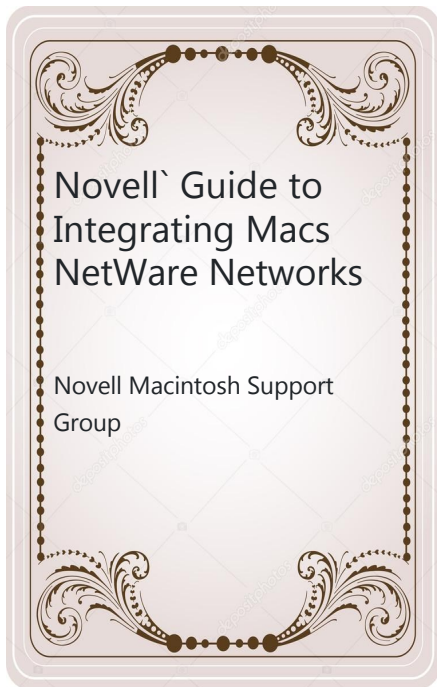 Novell` Guide to
Integrating Macs
NetWare Networks
Novell Macintosh Support
Group